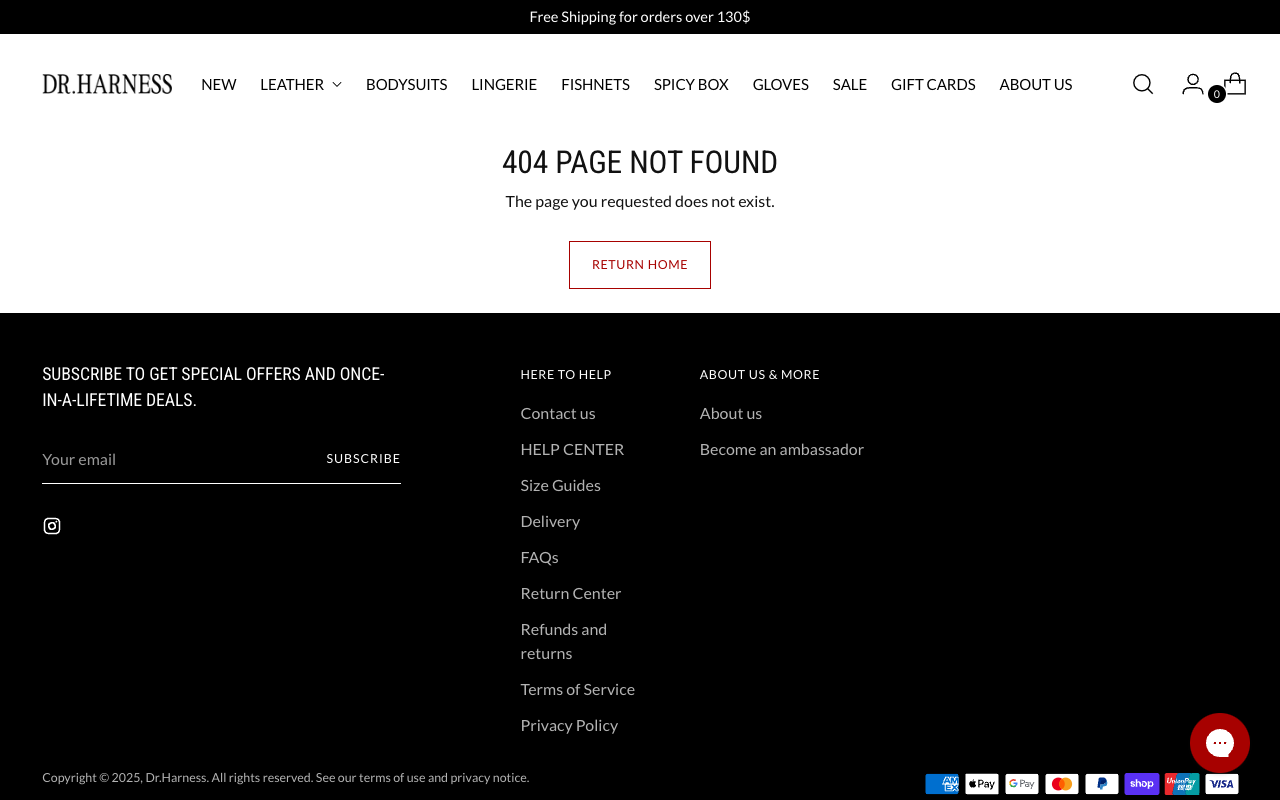 Free Shipping for orders over 130$
DR.HARNESS
NEW LEATHER BODYSUITS LINGERIE FISHNETS SPICY BOX GLOVES SALE GIFT CARDS ABOUT US
0
404 PAGE NOT FOUND
The page you requested does not exist.
RETURN HOME
SUBSCRIBE TO GET SPECIAL OFFERS AND ONCE-
IN-A-LIFETIME DEALS.
Your email SUBSCRIBE
HERE TO HELP
Contact us
HELP CENTER
Size Guides
Delivery
FAQs
Return Center
Refunds and
returns
Terms of Service
Privacy Policy
ABOUT US & MORE
About us
Become an ambassador
Copyright © 2025, Dr.Harness. All rights reserved. See our terms of use and privacy notice.
AMEX Pay G Pay shop UnionPay 银联 VISA